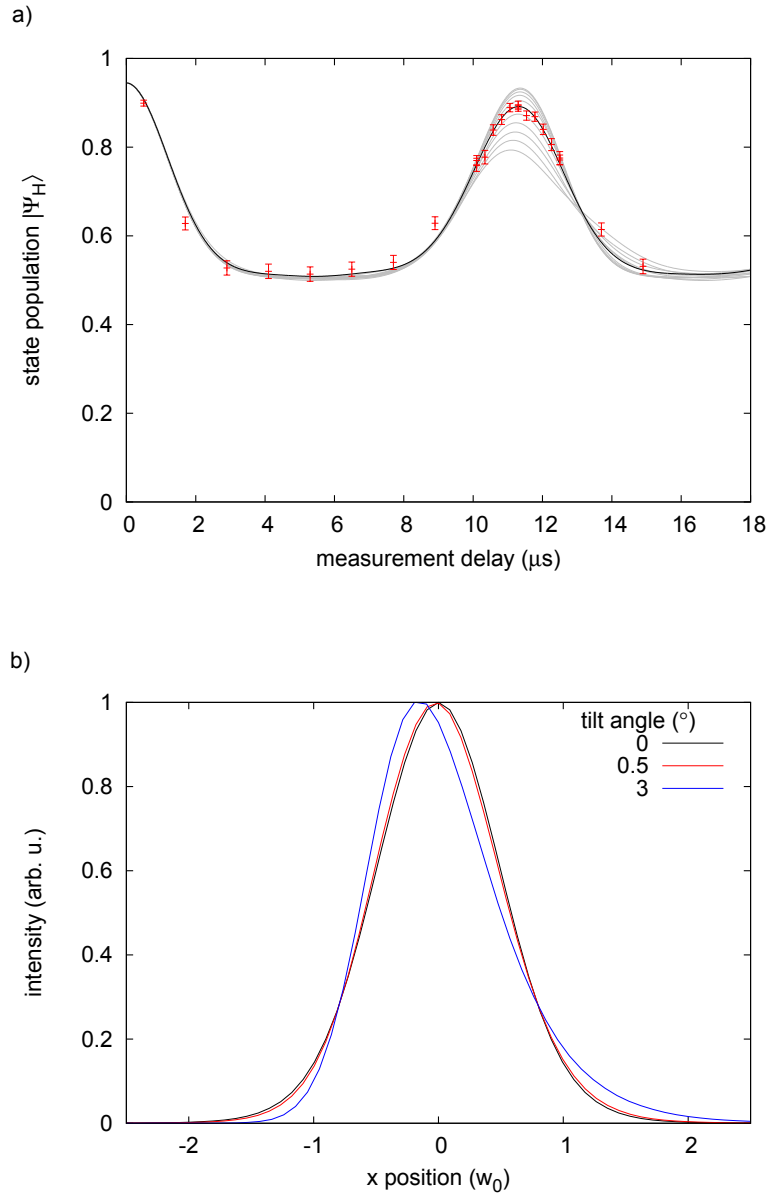 a)
1
0.8
0.6
0.4
0.2
0
state population |Ψ_H⟩
0 2 4 6 8 10 12 14 16 18
measurement delay (μs)
b)
tilt angle (°)
0
0.5
3
1
0.8
0.6
0.4
0.2
0
intensity (arb. u.)
-2 -1 0 1 2
x position (w_0)